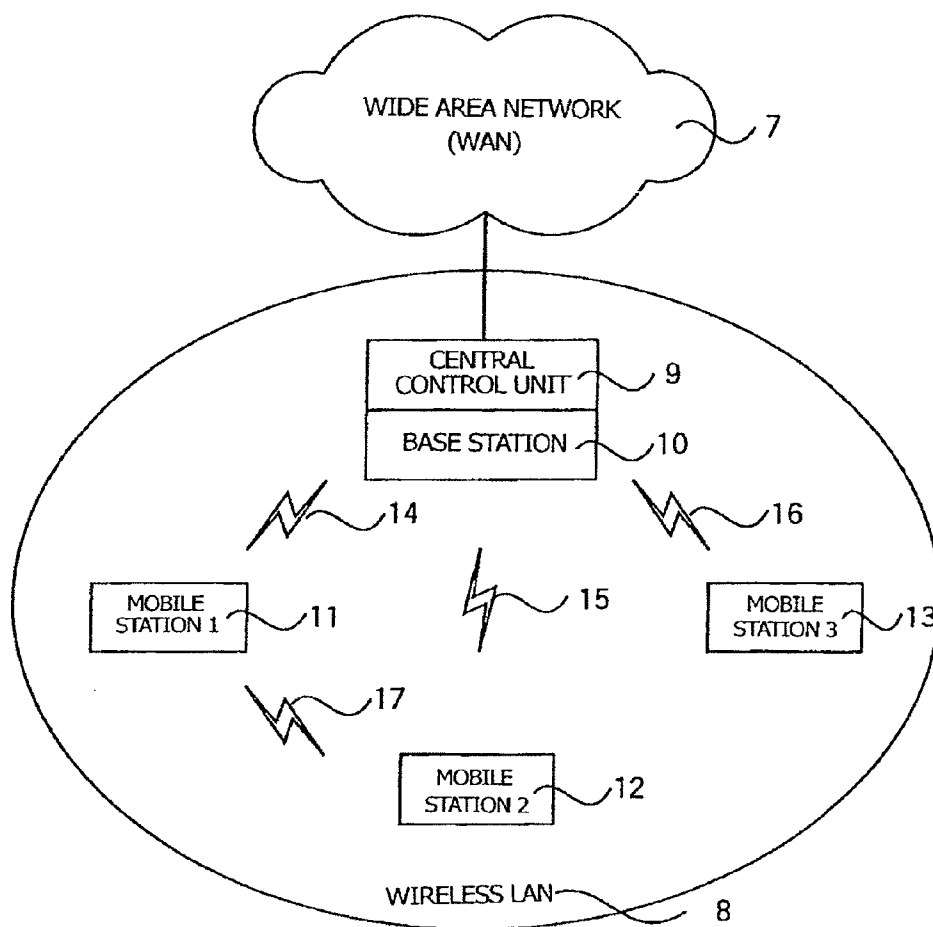 WIDE AREA NETWORK
(WAN)
7
CENTRAL
CONTROL UNIT
9
BASE STATION
10
14
16
MOBILE
STATION 1
11
15
MOBILE
STATION 3
13
17
MOBILE
STATION 2
12
WIRELESS LAN
8